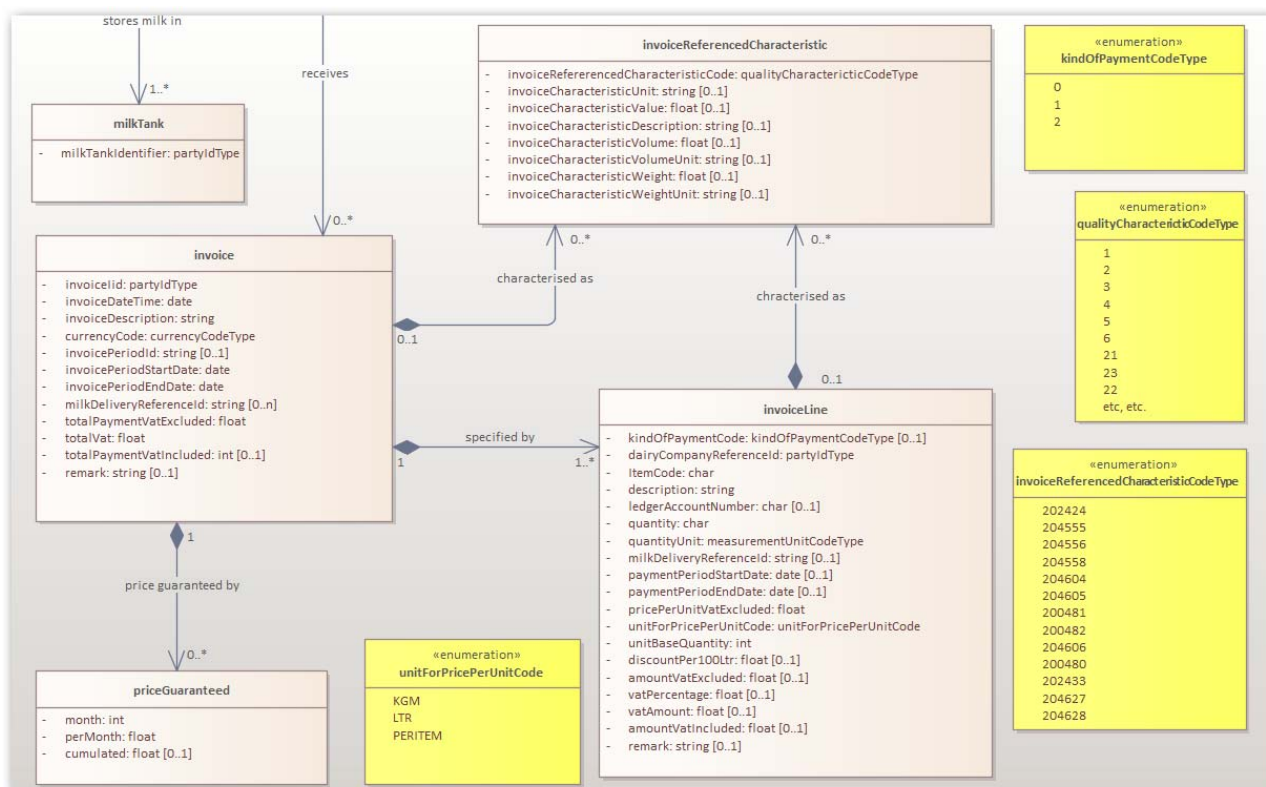 stores milk in
1..*
milkTank
- milkTankIdentifier: partyIdType
receives
0..*
invoice
- invoiceIid: partyIdType
- invoiceDateTime: date
- invoiceDescription: string
- currencyCode: currencyCodeType
- invoicePeriodId: string [0..1]
- invoicePeriodStartDate: date
- invoicePeriodEndDate: date
- milkDeliveryReferenceId: string [0..n]
- totalPaymentVatExcluded: float
- totalVat: float
- totalPaymentVatIncluded: int [0..1]
- remark: string [0..1]
invoiceReferencedCharacteristic
- invoiceRefererencedCharacteristicCode: qualityCharactericticCodeType
- invoiceCharacteristicUnit: string [0..1]
- invoiceCharacteristicValue: float [0..1]
- invoiceCharacteristicDescription: string [0..1]
- invoiceCharacteristicVolume: float [0..1]
- invoiceCharacteristicVolumeUnit: string [0..1]
- invoiceCharacteristicWeight: float [0..1]
- invoiceCharacteristicWeightUnit: string [0..1]
0..*
characterised as
0..1
0..*
chracterised as
0..1
specified by
1
1..*
1
price guaranteed by
0..*
priceGuaranteed
- month: int
- perMonth: float
- cumulated: float [0..1]
«enumeration»
unitForPricePerUnitCode
KGM
LTR
PERITEM
invoiceLine
- kindOfPaymentCode: kindOfPaymentCodeType [0..1]
- dairyCompanyReferenceId: partyIdType
- ItemCode: char
- description: string
- ledgerAccountNumber: char [0..1]
- quantity: char
- quantityUnit: measurementUnitCodeType
- milkDeliveryReferenceId: string [0..1]
- paymentPeriodStartDate: date [0..1]
- paymentPeriodEndDate: date [0..1]
- pricePerUnitVatExcluded: float
- unitForPricePerUnitCode: unitForPricePerUnitCode
- unitBaseQuantity: int
- discountPer100Ltr: float [0..1]
- amountVatExcluded: float [0..1]
- vatPercentage: float [0..1]
- vatAmount: float [0..1]
- amountVatIncluded: float [0..1]
- remark: string [0..1]
«enumeration»
kindOfPaymentCodeType
0
1
2
«enumeration»
qualityCharactericticCodeType
1
2
3
4
5
6
21
23
22
etc, etc.
«enumeration»
invoiceReferencedCharacteristicCodeType
202424
204555
204556
204558
204604
204605
200481
200482
204606
200480
202433
204627
204628